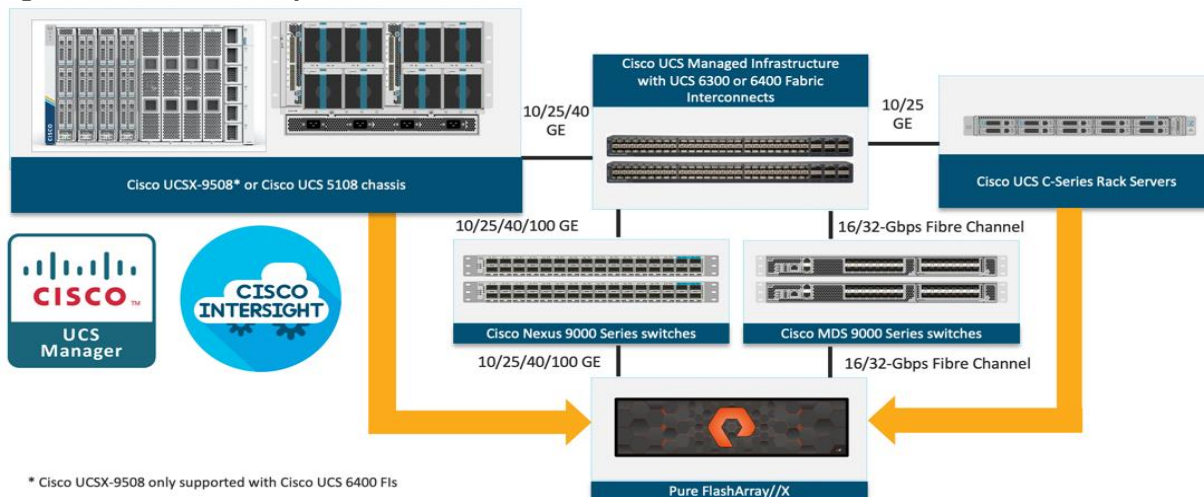 Cisco UCS Managed Infrastructure
with UCS 6300 or 6400 Fabric
Interconnects
10/25/40
GE
10/25
GE
CISCO
Cisco UCSX-9508* or Cisco UCS 5108 chassis
Cisco UCS C-Series Rack Servers
10/25/40/100 GE
16/32-Gbps Fibre Channel
CISCO
TM
UCS
Manager
CISCO
INTERSIGHT
Cisco Nexus 9000 Series switches
Cisco MDS 9000 Series switches
10/25/40/100 GE
16/32-Gbps Fibre Channel
* Cisco UCSX-9508 only supported with Cisco UCS 6400 FIs
Pure FlashArray//X